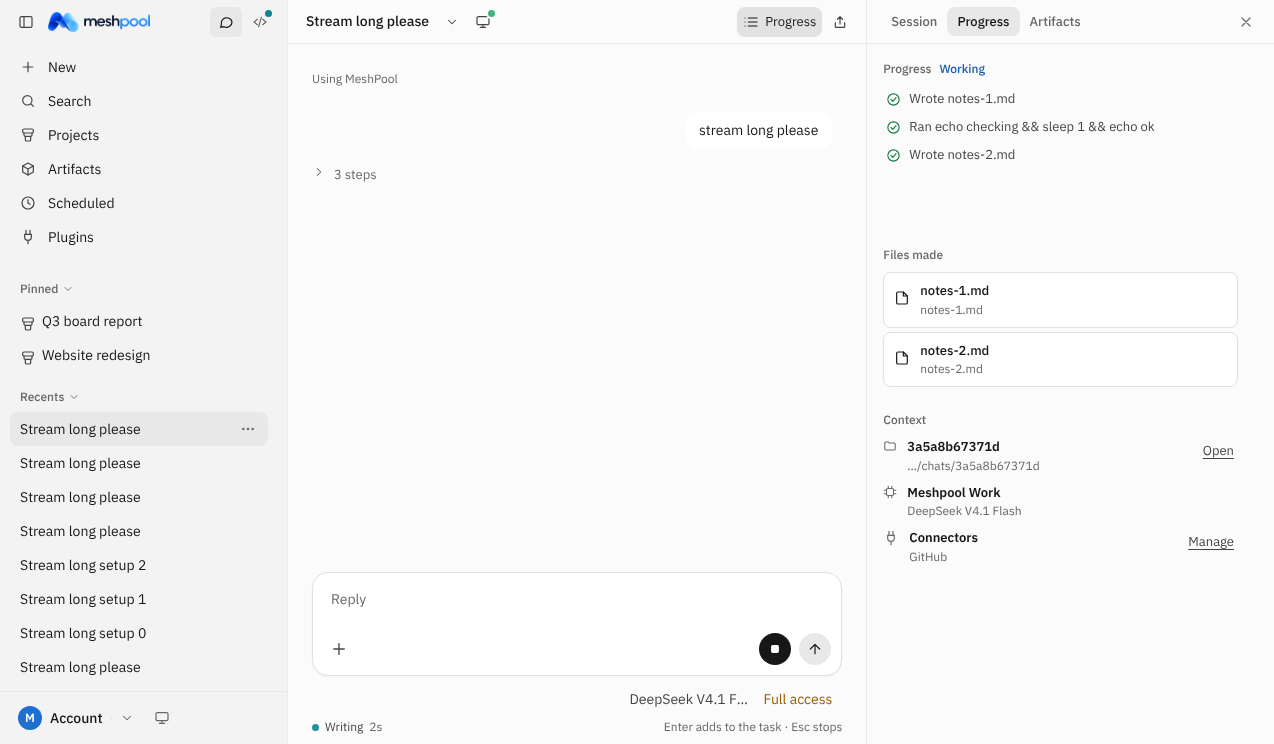 meshpool
New
Search
Projects
Artifacts
Scheduled
Plugins
Pinned
Q3 board report
Website redesign
Recents
Stream long please
Stream long please
Stream long please
Stream long please
Stream long setup 2
Stream long setup 1
Stream long setup 0
Stream long please
M Account
Stream long please
Progress
Using MeshPool
stream long please
3 steps
Reply
DeepSeek V4.1 F... Full access
Writing 2s Enter adds to the task · Esc stops
Session Progress Artifacts
Progress Working
Wrote notes-1.md
Ran echo checking && sleep 1 && echo ok
Wrote notes-2.md
Files made
notes-1.md
notes-1.md
notes-2.md
notes-2.md
Context
3a5a8b67371d
.../chats/3a5a8b67371d
Open
Meshpool Work
DeepSeek V4.1 Flash
Connectors
GitHub
Manage